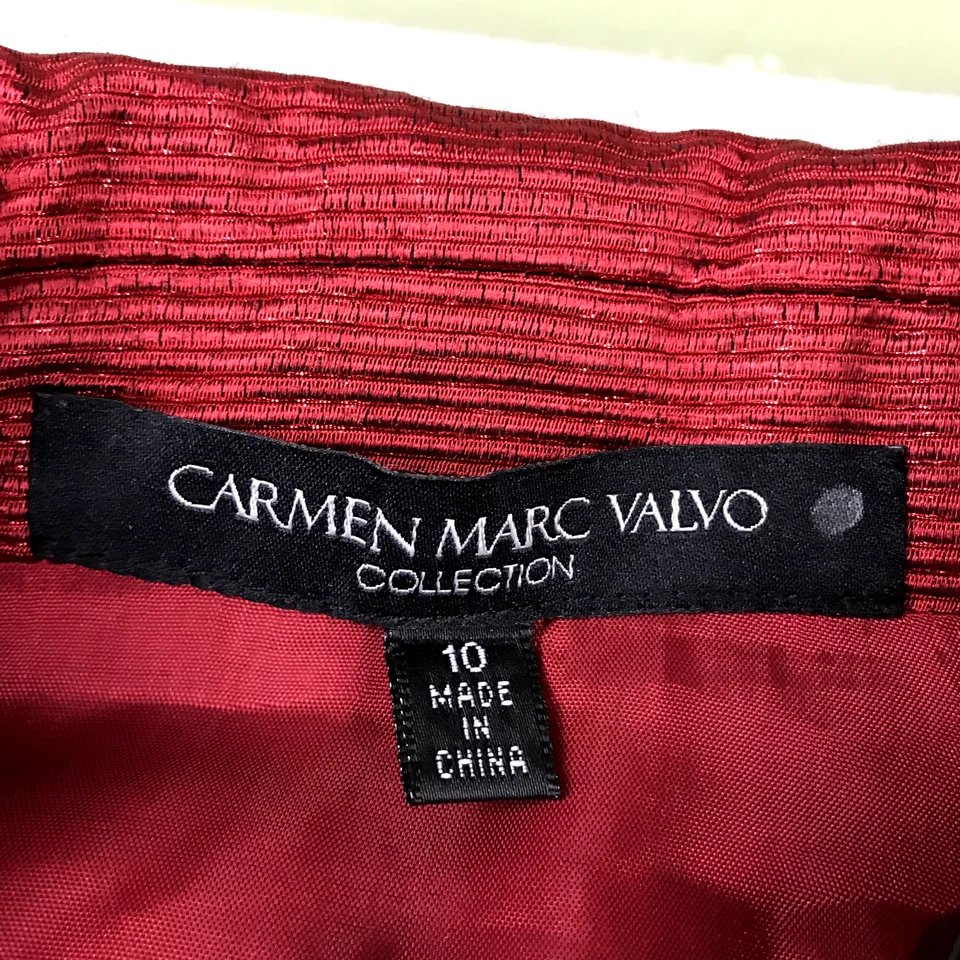 CARMEN MARC VALVO
COLLECTION
10
MADE
IN
CHINA